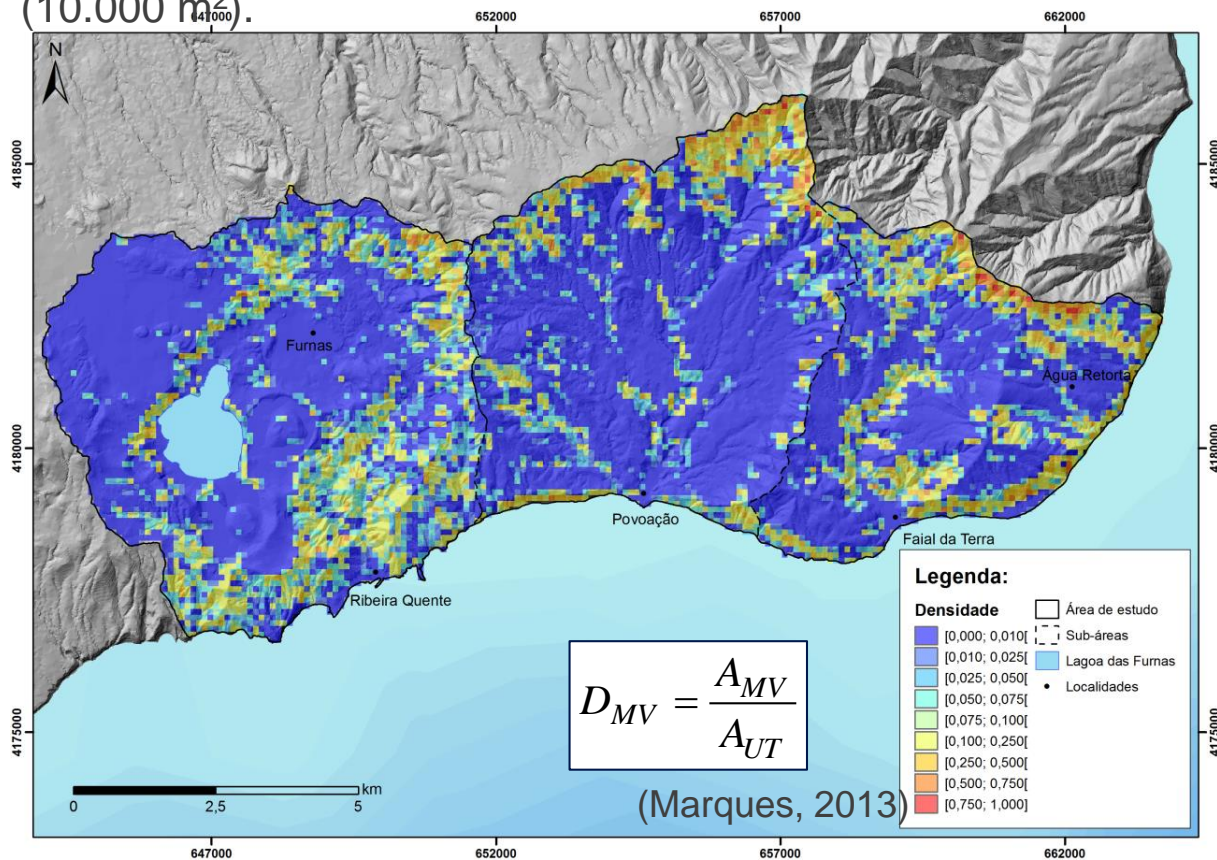 (10.000 m²).
647000 652000 657000 662000
N
4185000 4185000
Furnas
Água Retorta
4180000 4180000
Povoação
Faial da Terra
Ribeira Quente
Legenda:
Densidade
[0,000; 0,010[
[0,010; 0,025[
[0,025; 0,050[
[0,050; 0,075[
[0,075; 0,100[
[0,100; 0,250[
[0,250; 0,500[
[0,500; 0,750[
[0,750; 1,000]
Área de estudo
Sub-áreas
Lagoa das Furnas
Localidades
D_MV = A_MV / A_UT
4175000 4175000
km
0 2,5 5
(Marques, 2013)
647000 652000 657000 662000